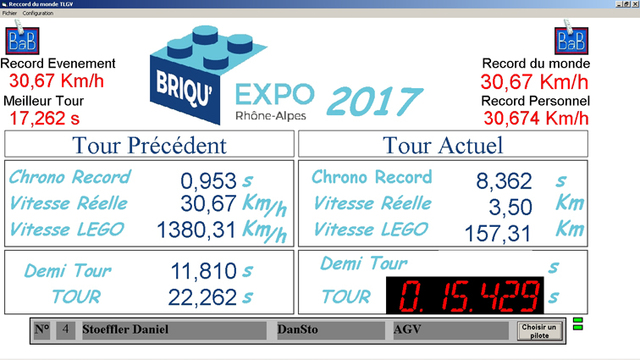 Reccord du monde TLGV
Fichier Configuration
BaB
BaB
Record Evenement
30,67 Km/h
Meilleur Tour
17,262 s
BRIQU'
EXPO 2017
Rhône-Alpes
Record du monde
30,67 Km/h
Record Personnel
30,674 Km/h
Tour Précédent
Chrono Record 0,953 s
Vitesse Réelle 30,67 Km/h
Vitesse LEGO 1380,31 Km/h
Demi Tour 11,810 s
TOUR 22,262 s
Tour Actuel
Chrono Record 8,362 s
Vitesse Réelle 3,50 Km
Vitesse LEGO 157,31 Km
Demi Tour s
TOUR 0.15.429 s
N° 4 Stoeffler Daniel DanSto AGV
Choisir un
pilote